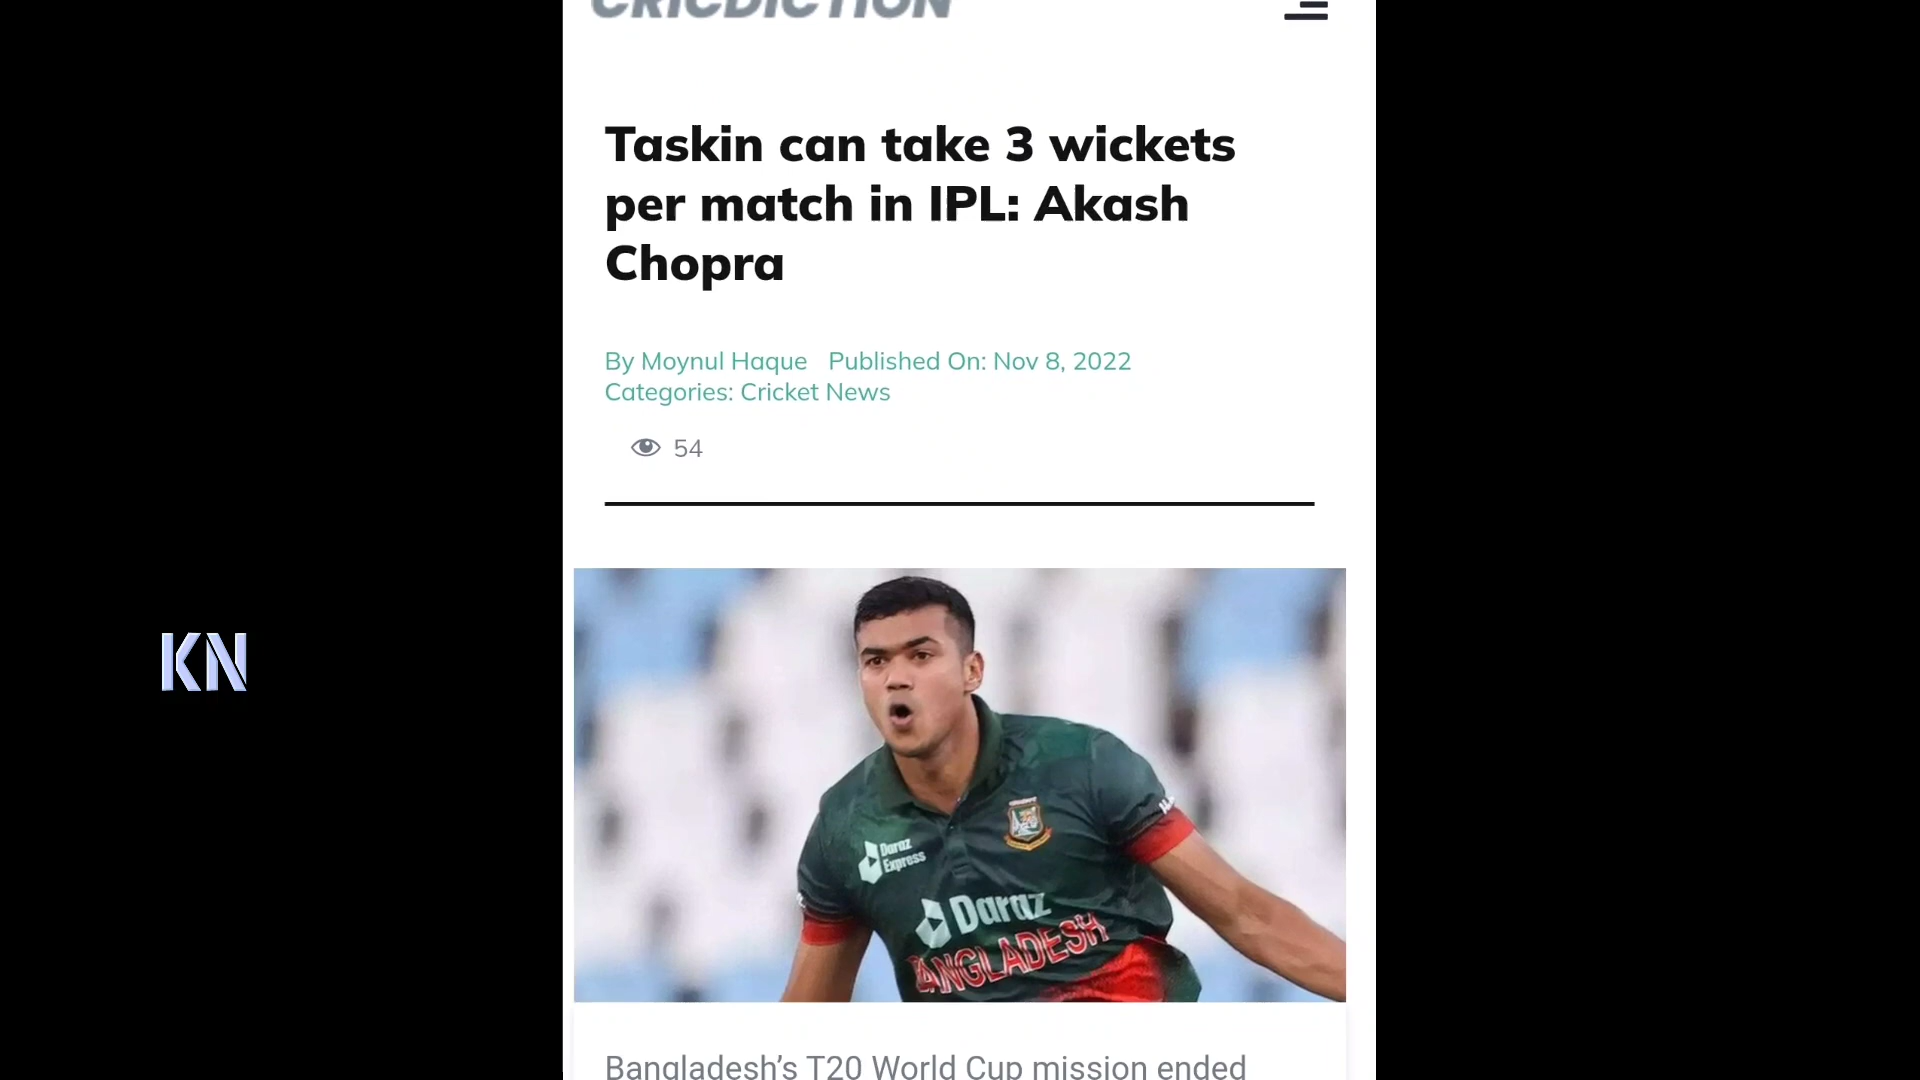 CRICDICTION
Taskin can take 3 wickets
per match in IPL: Akash
Chopra
By Moynul Haque Published On: Nov 8, 2022
Categories: Cricket News
54
KN
Daraz
Express
Daraz
BANGLADESH
Bangladesh’s T20 World Cup mission ended